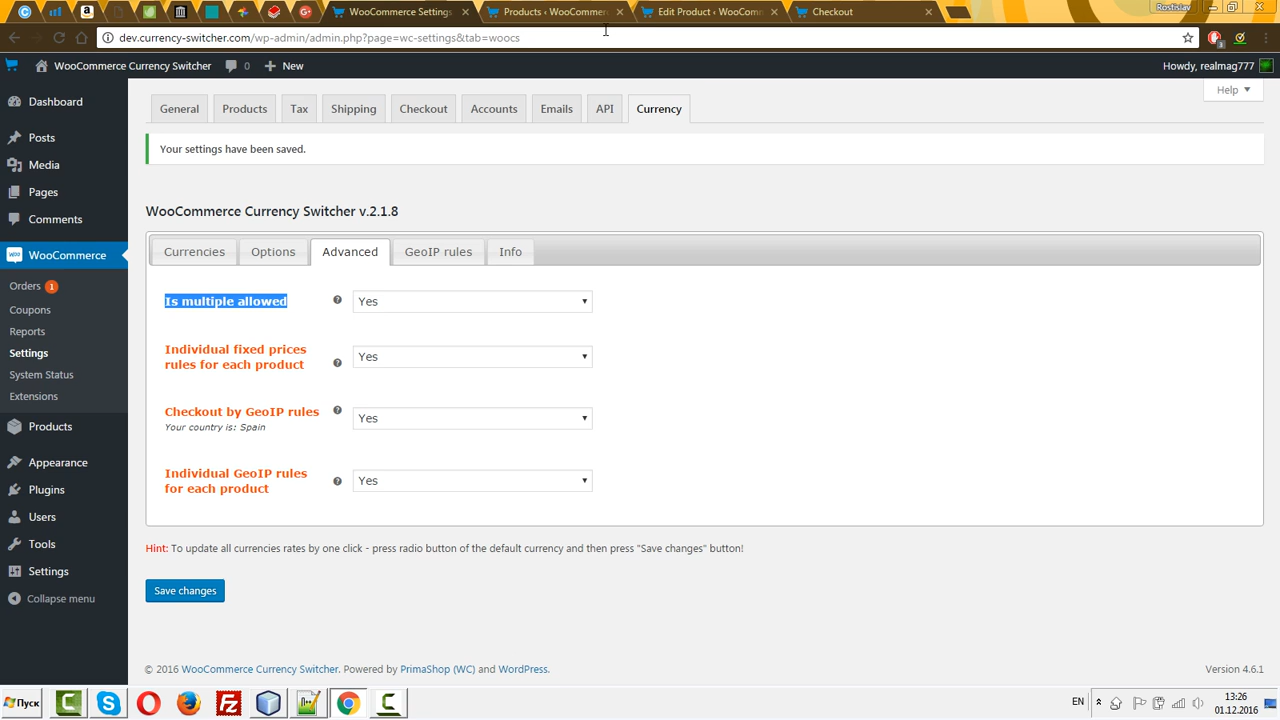 WooCommerce Settings
Products ‹ WooCommer
Edit Product ‹ WooComm
Checkout
Rostislav
dev.currency-switcher.com/wp-admin/admin.php?page=wc-settings&tab=woocs
3
WooCommerce Currency Switcher
0
New
Howdy, realmag777
Dashboard
Posts
Media
Pages
Comments
WooCommerce
Orders 1
Coupons
Reports
Settings
System Status
Extensions
Products
Appearance
Plugins
Users
Tools
Settings
Collapse menu
Help
General
Products
Tax
Shipping
Checkout
Accounts
Emails
API
Currency
Your settings have been saved.
WooCommerce Currency Switcher v.2.1.8
Currencies
Options
Advanced
GeoIP rules
Info
Is multiple allowed
Yes
Individual fixed prices
rules for each product
Yes
Checkout by GeoIP rules
Your country is: Spain
Yes
Individual GeoIP rules
for each product
Yes
Hint: To update all currencies rates by one click - press radio button of the default currency and then press "Save changes" button!
Save changes
© 2016 WooCommerce Currency Switcher. Powered by PrimaShop (WC) and WordPress.
Version 4.6.1
Пуск
EN
13:26
01.12.2016